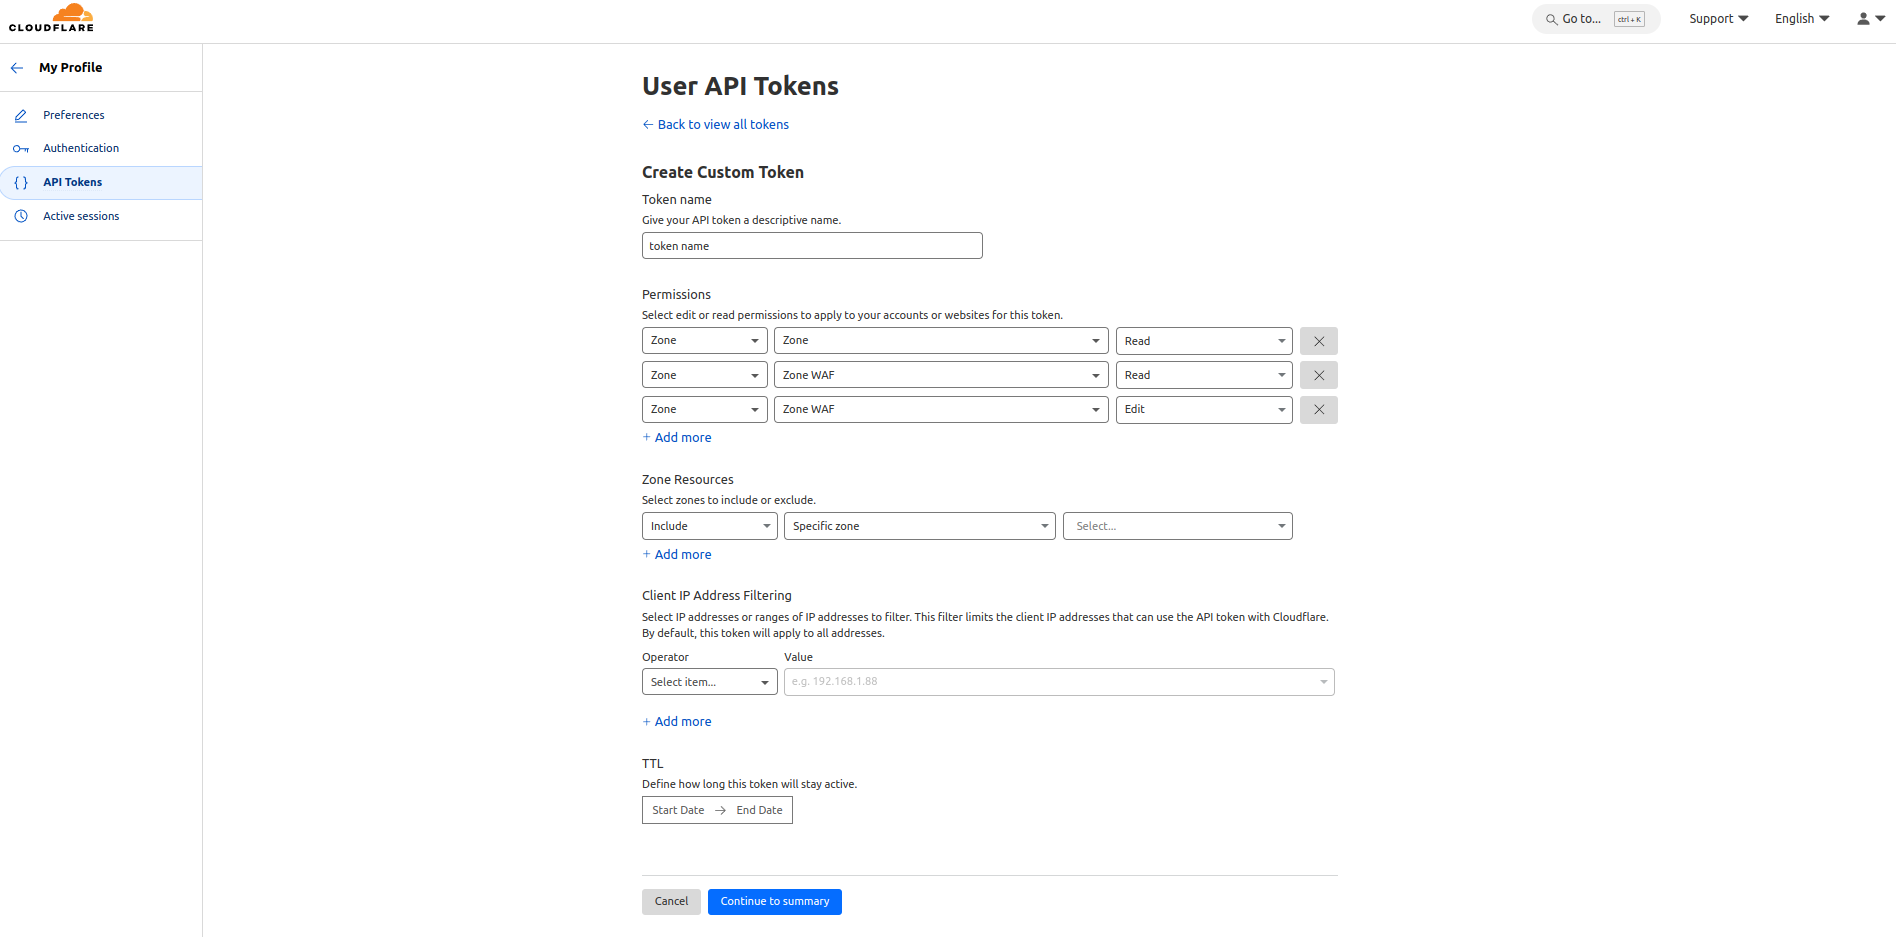 CLOUDFLARE
Go to... ctrl + K
Support
English
My Profile
Preferences
Authentication
API Tokens
Active sessions
User API Tokens
← Back to view all tokens
Create Custom Token
Token name
Give your API token a descriptive name.
token name
Permissions
Select edit or read permissions to apply to your accounts or websites for this token.
Zone Zone Read
Zone Zone WAF Read
Zone Zone WAF Edit
+ Add more
Zone Resources
Select zones to include or exclude.
Include Specific zone Select...
+ Add more
Client IP Address Filtering
Select IP addresses or ranges of IP addresses to filter. This filter limits the client IP addresses that can use the API token with Cloudflare.
By default, this token will apply to all addresses.
Operator Value
Select item... e.g. 192.168.1.88
+ Add more
TTL
Define how long this token will stay active.
Start Date → End Date
Cancel Continue to summary